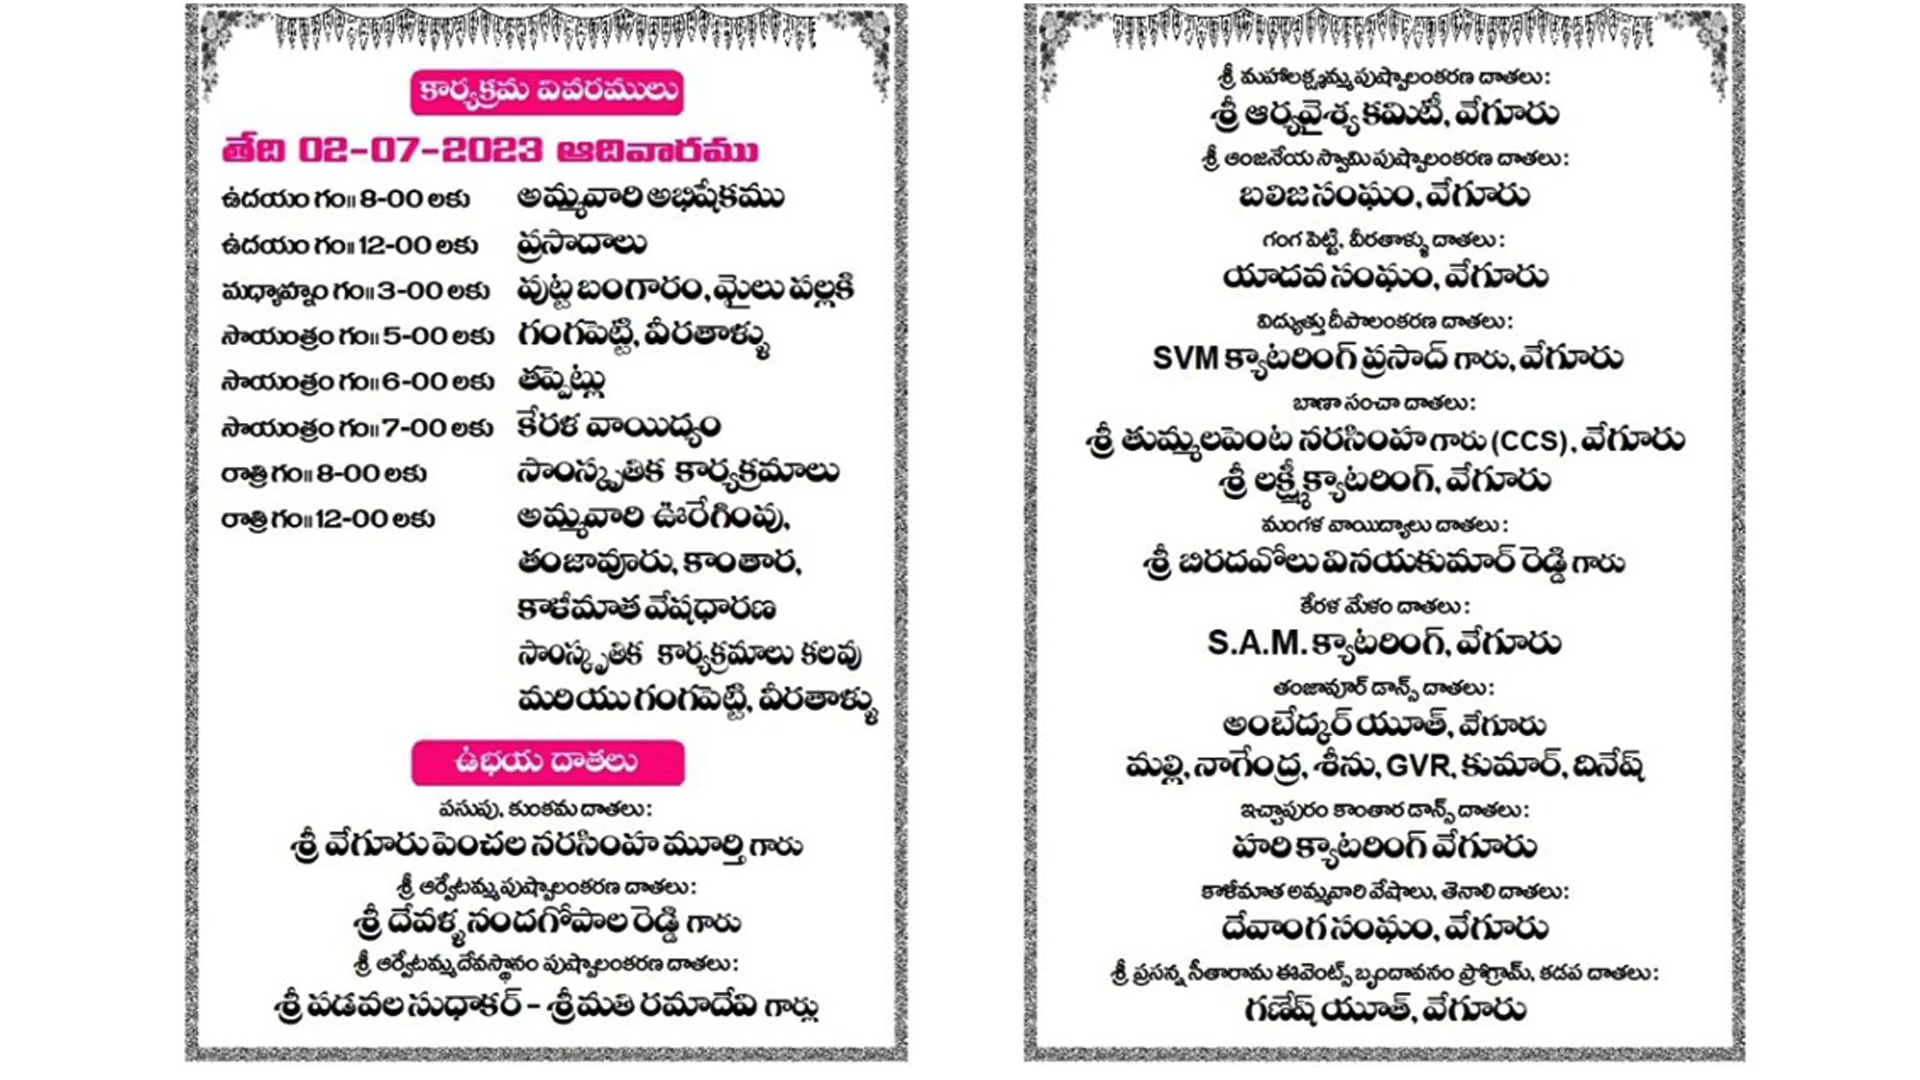 కార్యక్రమ వివరములు
తేది 02-07-2023 ఆదివారము
ఉదయం గం॥ 8-00 లకు అమ్మవారి అభిషేకము
ఉదయం గం॥ 12-00 లకు ప్రసాదాలు
మధ్యాహ్నం గం॥ 3-00 లకు పుట్ట బంగారం, మైలు పల్లకి
సాయంత్రం గం॥ 5-00 లకు గంగపెట్టి, వీరతాళ్ళు
సాయంత్రం గం॥ 6-00 లకు తప్పెట్లు
సాయంత్రం గం॥ 7-00 లకు కేరళ వాయిద్యం
రాత్రి గం॥ 8-00 లకు సాంస్కృతిక కార్యక్రమాలు
రాత్రి గం॥ 12-00 లకు అమ్మవారి ఊరేగింపు,
తంజావూరు, కాంతార,
కాళీమాత వేషధారణ
సాంస్కృతిక కార్యక్రమాలు కలవు
మరియు గంగపెట్టి, వీరతాళ్ళు
ఉభయ దాతలు
పసుపు, కుంకమ దాతలు:
శ్రీ వేగూరు పెంచల నరసింహ మూర్తి గారు
శ్రీ ఆర్వేటమ్మ పుష్పాలంకరణ దాతలు:
శ్రీ దేవళ్ళ నందగోపాల రెడ్డి గారు
శ్రీ ఆర్వేటమ్మ దేవస్థానం పుష్పాలంకరణ దాతలు:
శ్రీ పడవల సుధాకర్ - శ్రీమతి రమాదేవి గార్లు
శ్రీ మహాలక్ష్మమ్మ పుష్పాలంకరణ దాతలు:
శ్రీ ఆర్యవైశ్య కమిటీ, వేగూరు
శ్రీ ఆంజనేయ స్వామి పుష్పాలంకరణ దాతలు:
బలిజ సంఘం, వేగూరు
గంగ పెట్టి, వీరతాళ్ళు దాతలు:
యాదవ సంఘం, వేగూరు
విద్యుత్తు దీపాలంకరణ దాతలు:
SVM క్యాటరింగ్ ప్రసాద్ గారు, వేగూరు
బాణా సంచా దాతలు:
శ్రీ తుమ్మలపెంట నరసింహ గారు (CCS), వేగూరు
శ్రీ లక్ష్మీ క్యాటరింగ్, వేగూరు
మంగళ వాయిద్యాలు దాతలు:
శ్రీ బిరదవోలు వినయకుమార్ రెడ్డి గారు
కేరళ మేళం దాతలు:
S.A.M. క్యాటరింగ్, వేగూరు
తంజావూర్ డాన్స్ దాతలు:
అంబేద్కర్ యూత్, వేగూరు
మల్లి, నాగేంద్ర, శీను, GVR, కుమార్, దినేష్
ఇచ్చాపురం కాంతార డాన్స్ దాతలు:
హరి క్యాటరింగ్ వేగూరు
కాళీమాత అమ్మవారి వేషాలు, తెనాలి దాతలు:
దేవాంగ సంఘం, వేగూరు
శ్రీ ప్రసన్న సీతారామ ఈవెంట్స్ బృందావనం ప్రోగ్రామ్, కడప దాతలు:
గణేష్ యూత్, వేగూరు